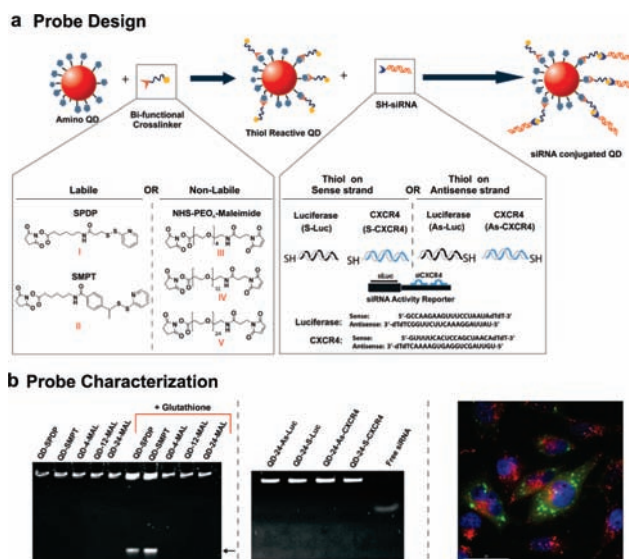 a Probe Design
Amino QD
+
Bi-functional
Crosslinker
Thiol Reactive QD
+
SH-siRNA
siRNA conjugated QD
Labile OR Non-Labile
SPDP
I
SMPT
II
NHS-PEOₙ-Maleimide
III
IV
12
V
24
Thiol on
Sense strand
OR
Thiol on
Antisense strand
Luciferase
(S-Luc)
CXCR4
(S-CXCR4)
Luciferase
(As-Luc)
CXCR4
(As-CXCR4)
SH
SH
SH
SH
siLuc
siCXCR4
siRNA Activity Reporter
Luciferase: Sense: 5'-GCCAAGAAGUUUCCUAAUAdTdT-3'
Antisense: 3'-dTdTCGGUUCUUCAAAGGAUUAU-5'
CXCR4: Sense: 5'-GUUUUCACUCCAGCUAACAdTdT-3'
Antisense: 3'-dTdTCAAAAGUGAGGUCGAUUGU-5'
b Probe Characterization
+ Glutathione
QD-SPDP
QD-SMPT
QD-4-MAL
QD-12-MAL
QD-24-MAL
QD-SPDP
QD-SMPT
QD-4-MAL
QD-12-MAL
QD-24-MAL
QD-24-As-Luc
QD-24-S-Luc
QD-24-As-CXCR4
QD-24-S-CXCR4
Free siRNA